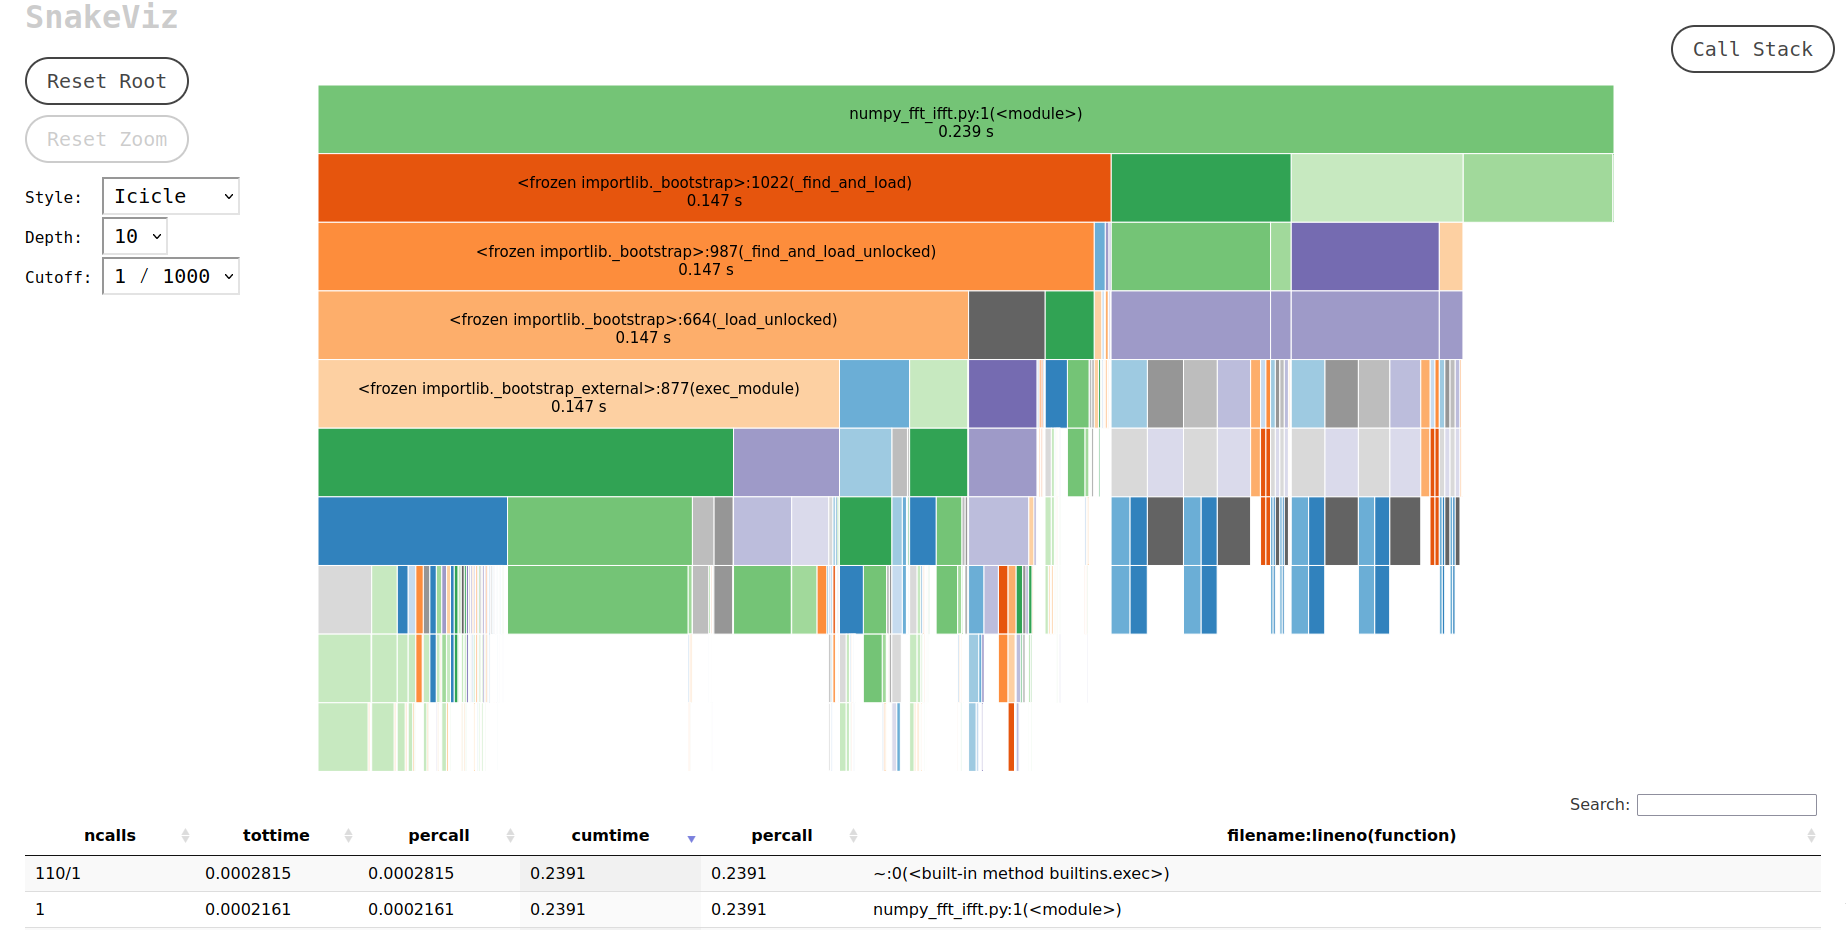 SnakeViz
Reset Root
Call Stack
Reset Zoom
Style: Icicle
Depth: 10
Cutoff: 1 / 1000
numpy_fft_ifft.py:1(<module>)
0.239 s
<frozen importlib._bootstrap>:1022(_find_and_load)
0.147 s
<frozen importlib._bootstrap>:987(_find_and_load_unlocked)
0.147 s
<frozen importlib._bootstrap>:664(_load_unlocked)
0.147 s
<frozen importlib._bootstrap_external>:877(exec_module)
0.147 s
Search:
ncalls tottime percall cumtime percall filename:lineno(function)
110/1 0.0002815 0.0002815 0.2391 0.2391 ~:0(<built-in method builtins.exec>)
1 0.0002161 0.0002161 0.2391 0.2391 numpy_fft_ifft.py:1(<module>)